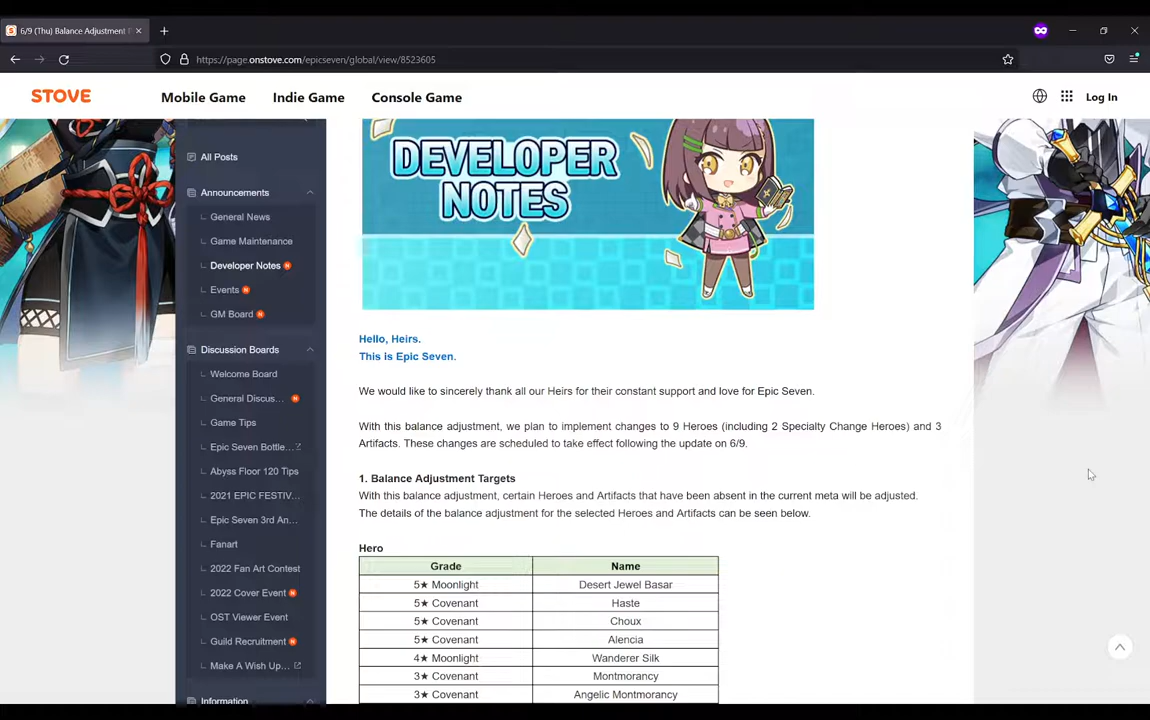 6/9 (Thu) Balance Adjustment
https://page.onstove.com/epicseven/global/view/8523605
STOVE
Mobile Game
Indie Game
Console Game
Log In
All Posts
Announcements
General News
Game Maintenance
Developer Notes N
Events N
GM Board N
Discussion Boards
Welcome Board
General Discus... N
Game Tips
Epic Seven Bottle...
Abyss Floor 120 Tips
2021 EPIC FESTIV...
Epic Seven 3rd An...
Fanart
2022 Fan Art Contest
2022 Cover Event N
OST Viewer Event
Guild Recruitment N
Make A Wish Up...
Information
DEVELOPER
NOTES
Hello, Heirs.
This is Epic Seven.
We would like to sincerely thank all our Heirs for their constant support and love for Epic Seven.
With this balance adjustment, we plan to implement changes to 9 Heroes (including 2 Specialty Change Heroes) and 3
Artifacts. These changes are scheduled to take effect following the update on 6/9.
1. Balance Adjustment Targets
With this balance adjustment, certain Heroes and Artifacts that have been absent in the current meta will be adjusted.
The details of the balance adjustment for the selected Heroes and Artifacts can be seen below.
Hero
Grade Name
5★ Moonlight Desert Jewel Basar
5★ Covenant Haste
5★ Covenant Choux
5★ Covenant Alencia
4★ Moonlight Wanderer Silk
3★ Covenant Montmorancy
3★ Covenant Angelic Montmorancy